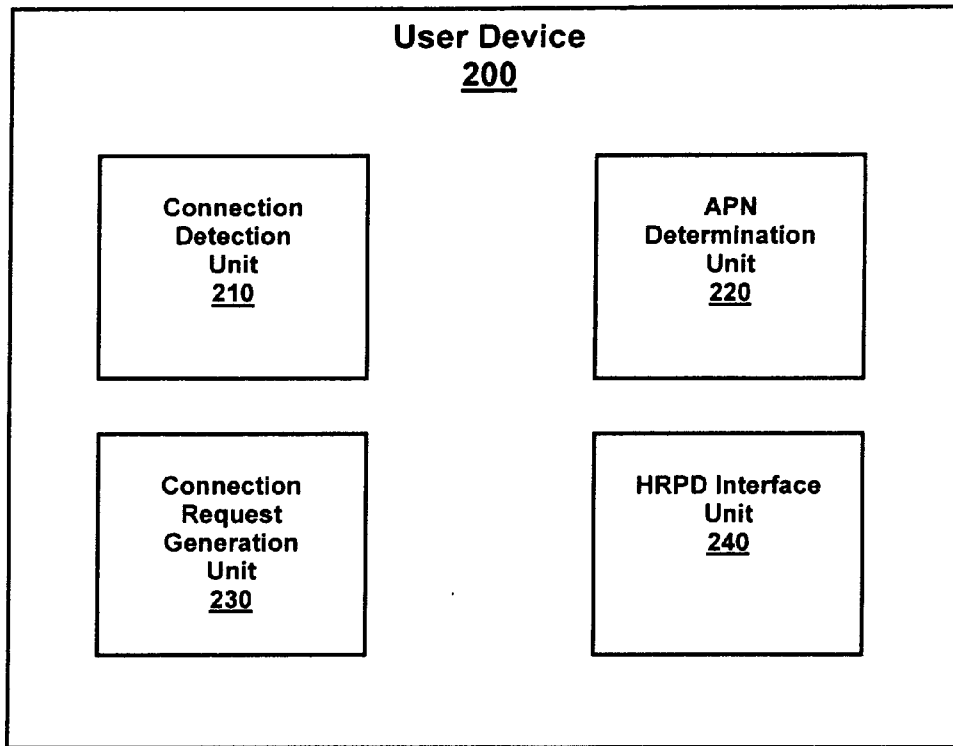 User Device
200
Connection
Detection
Unit
210
APN
Determination
Unit
220
Connection
Request
Generation
Unit
230
HRPD Interface
Unit
240